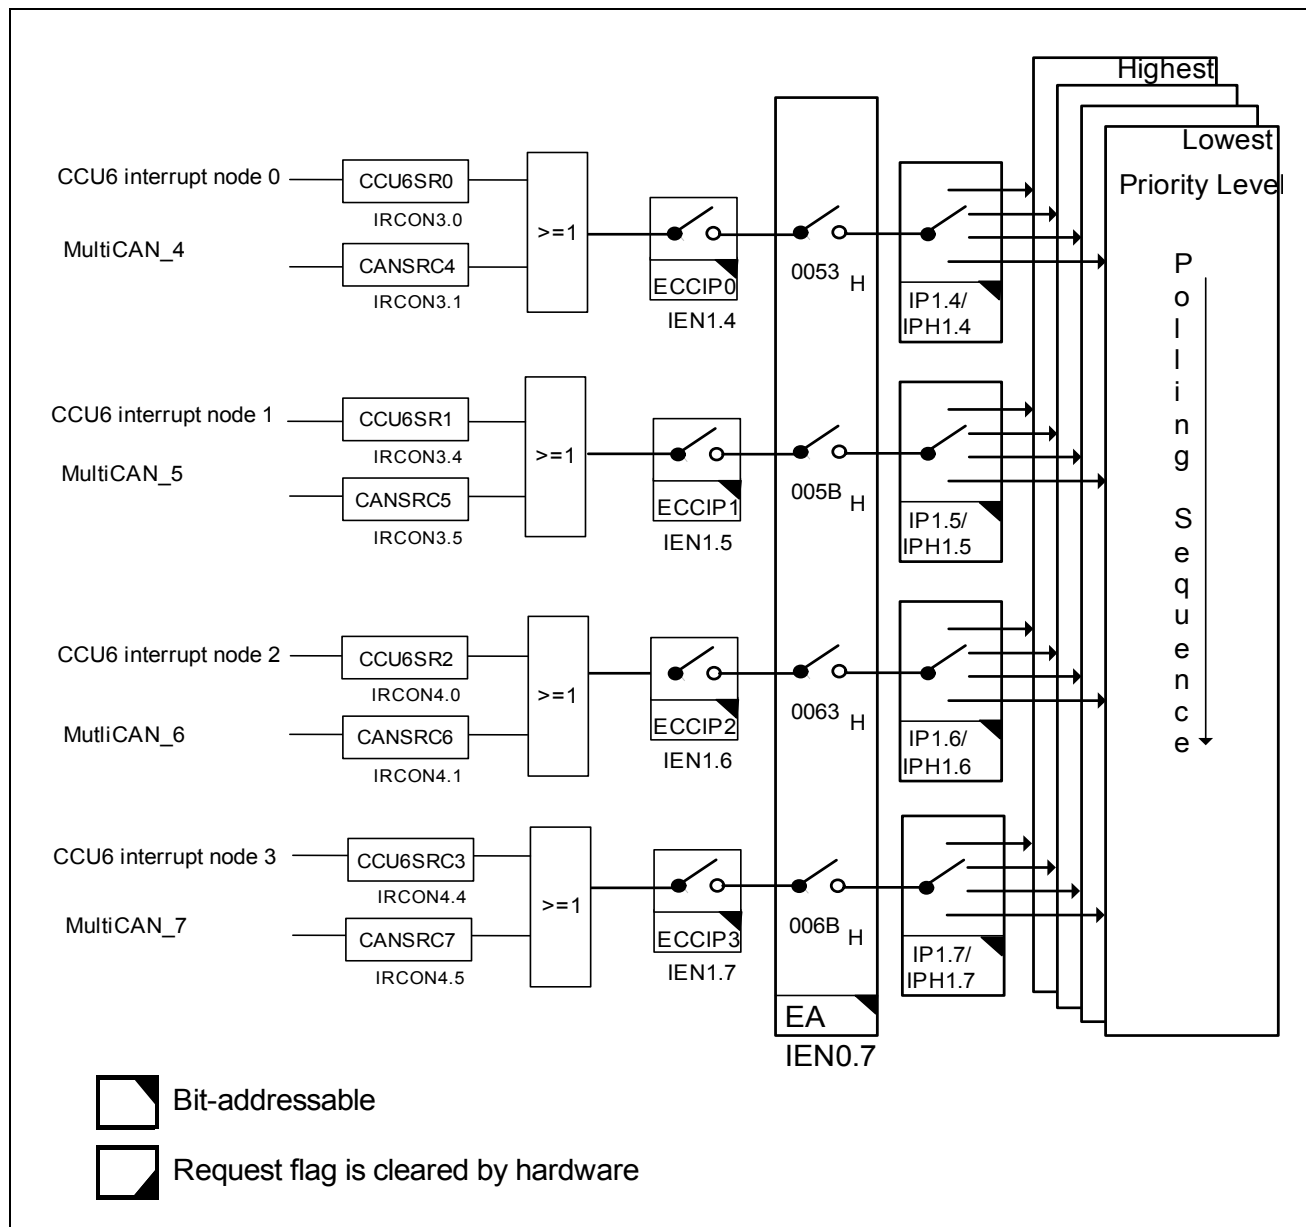 Highest
Lowest
Priority Level
CCU6 interrupt node 0
CCU6SR0
IRCON3.0
MultiCAN_4
CANSRC4
IRCON3.1
>=1
ECCIP0
IEN1.4
0053 H
IP1.4/
IPH1.4
CCU6 interrupt node 1
CCU6SR1
IRCON3.4
MultiCAN_5
CANSRC5
IRCON3.5
>=1
ECCIP1
IEN1.5
005B H
IP1.5/
IPH1.5
CCU6 interrupt node 2
CCU6SR2
IRCON4.0
MutliCAN_6
CANSRC6
IRCON4.1
>=1
ECCIP2
IEN1.6
0063 H
IP1.6/
IPH1.6
CCU6 interrupt node 3
CCU6SRC3
IRCON4.4
MultiCAN_7
CANSRC7
IRCON4.5
>=1
ECCIP3
IEN1.7
006B H
IP1.7/
IPH1.7
Polling Sequence
EA
IEN0.7
Bit-addressable
Request flag is cleared by hardware